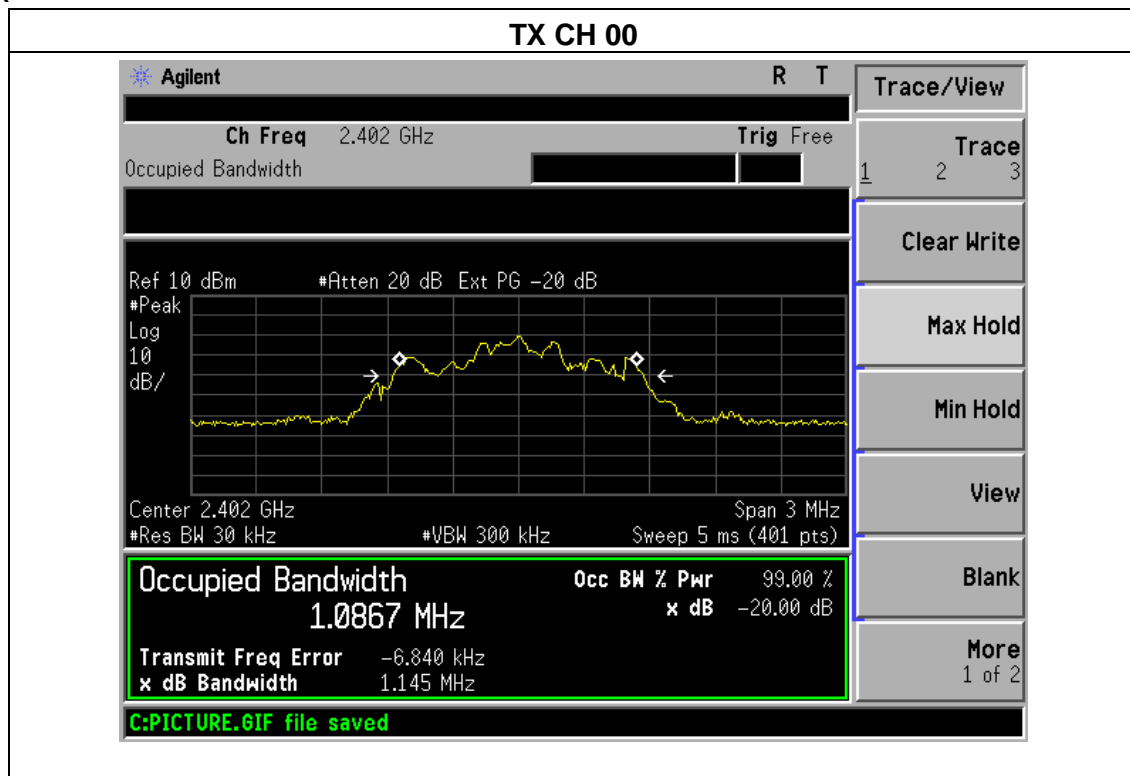 TX CH 00
Agilent R T
Trace/View
Ch Freq 2.402 GHz Trig Free
Occupied Bandwidth
Trace
1 2 3
Clear Write
Ref 10 dBm #Atten 20 dB Ext PG -20 dB
#Peak
Log
10
dB/
Max Hold
Min Hold
View
Center 2.402 GHz Span 3 MHz
#Res BW 30 kHz #VBW 300 kHz Sweep 5 ms (401 pts)
Occupied Bandwidth Occ BW % Pwr 99.00 %
1.0867 MHz x dB -20.00 dB
Blank
Transmit Freq Error -6.840 kHz
x dB Bandwidth 1.145 MHz
More
1 of 2
C:PICTURE.GIF file saved